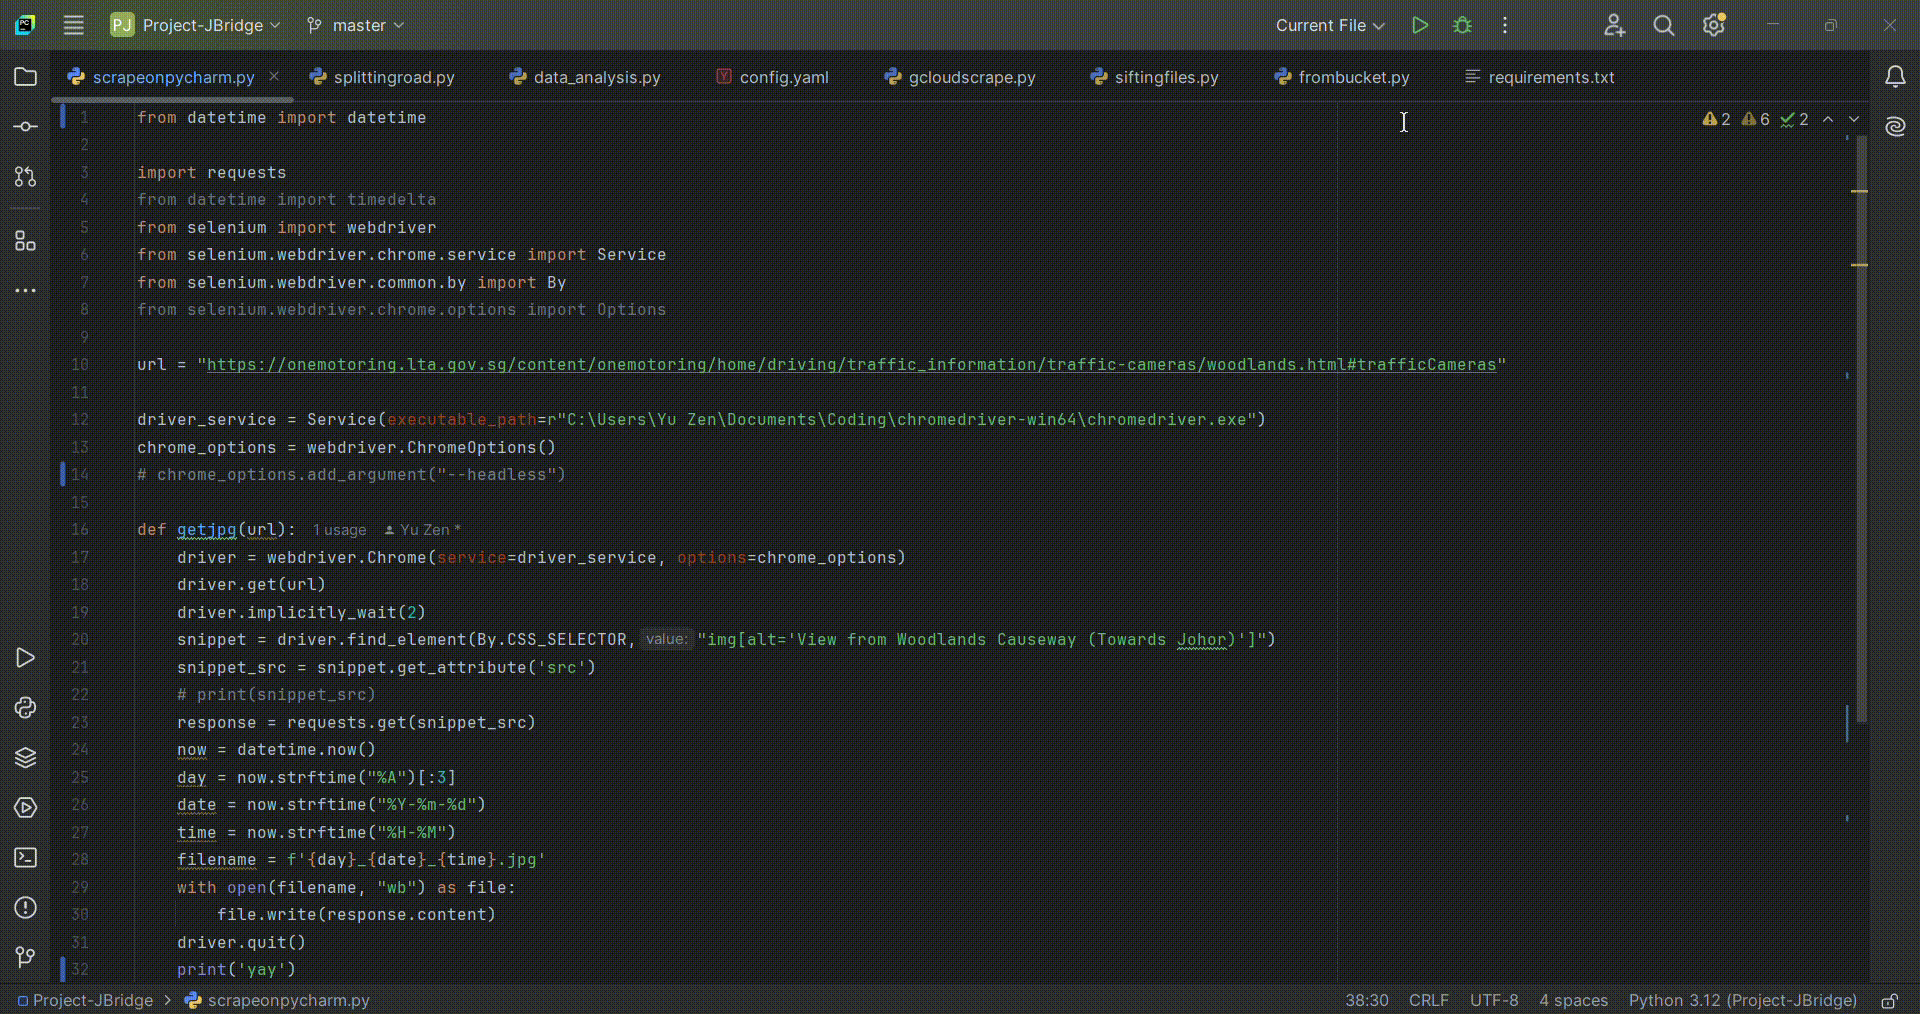 PC
PJ Project-JBridge master Current File
scrapeonpycharm.py splittingroad.py data_analysis.py Y config.yaml gcloudscrape.py siftingfiles.py frombucket.py requirements.txt
2 6 2
1 from datetime import datetime
2
3 import requests
4 from datetime import timedelta
5 from selenium import webdriver
6 from selenium.webdriver.chrome.service import Service
7 from selenium.webdriver.common.by import By
8 from selenium.webdriver.chrome.options import Options
9
10 url = "https://onemotoring.lta.gov.sg/content/onemotoring/home/driving/traffic_information/traffic-cameras/woodlands.html#trafficCameras"
11
12 driver_service = Service(executable_path=r"C:\Users\Yu Zen\Documents\Coding\chromedriver-win64\chromedriver.exe")
13 chrome_options = webdriver.ChromeOptions()
14 # chrome_options.add_argument("--headless")
15
16 def getjpg(url): 1 usage Yu Zen *
17 driver = webdriver.Chrome(service=driver_service, options=chrome_options)
18 driver.get(url)
19 driver.implicitly_wait(2)
20 snippet = driver.find_element(By.CSS_SELECTOR, value: "img[alt='View from Woodlands Causeway (Towards Johor)']")
21 snippet_src = snippet.get_attribute('src')
22 # print(snippet_src)
23 response = requests.get(snippet_src)
24 now = datetime.now()
25 day = now.strftime("%A")[:3]
26 date = now.strftime("%Y-%m-%d")
27 time = now.strftime("%H-%M")
28 filename = f'{day}_{date}_{time}.jpg'
29 with open(filename, "wb") as file:
30 file.write(response.content)
31 driver.quit()
32 print('yay')
Project-JBridge > scrapeonpycharm.py 38:30 CRLF UTF-8 4 spaces Python 3.12 (Project-JBridge)